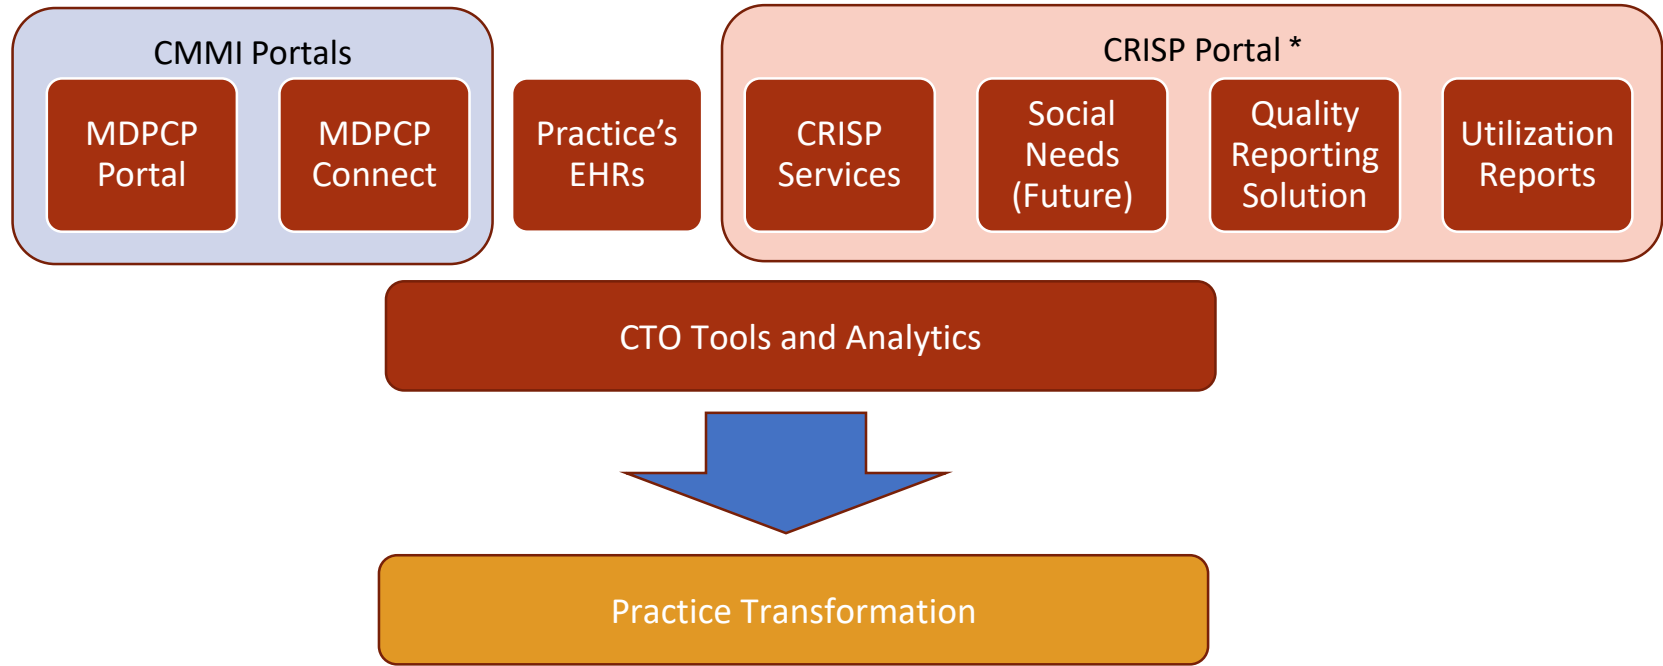 CMMI Portals
MDPCP
Portal
MDPCP
Connect
Practice’s
EHRs
CRISP Portal *
CRISP
Services
Social
Needs
(Future)
Quality
Reporting
Solution
Utilization
Reports
CTO Tools and Analytics
Practice Transformation